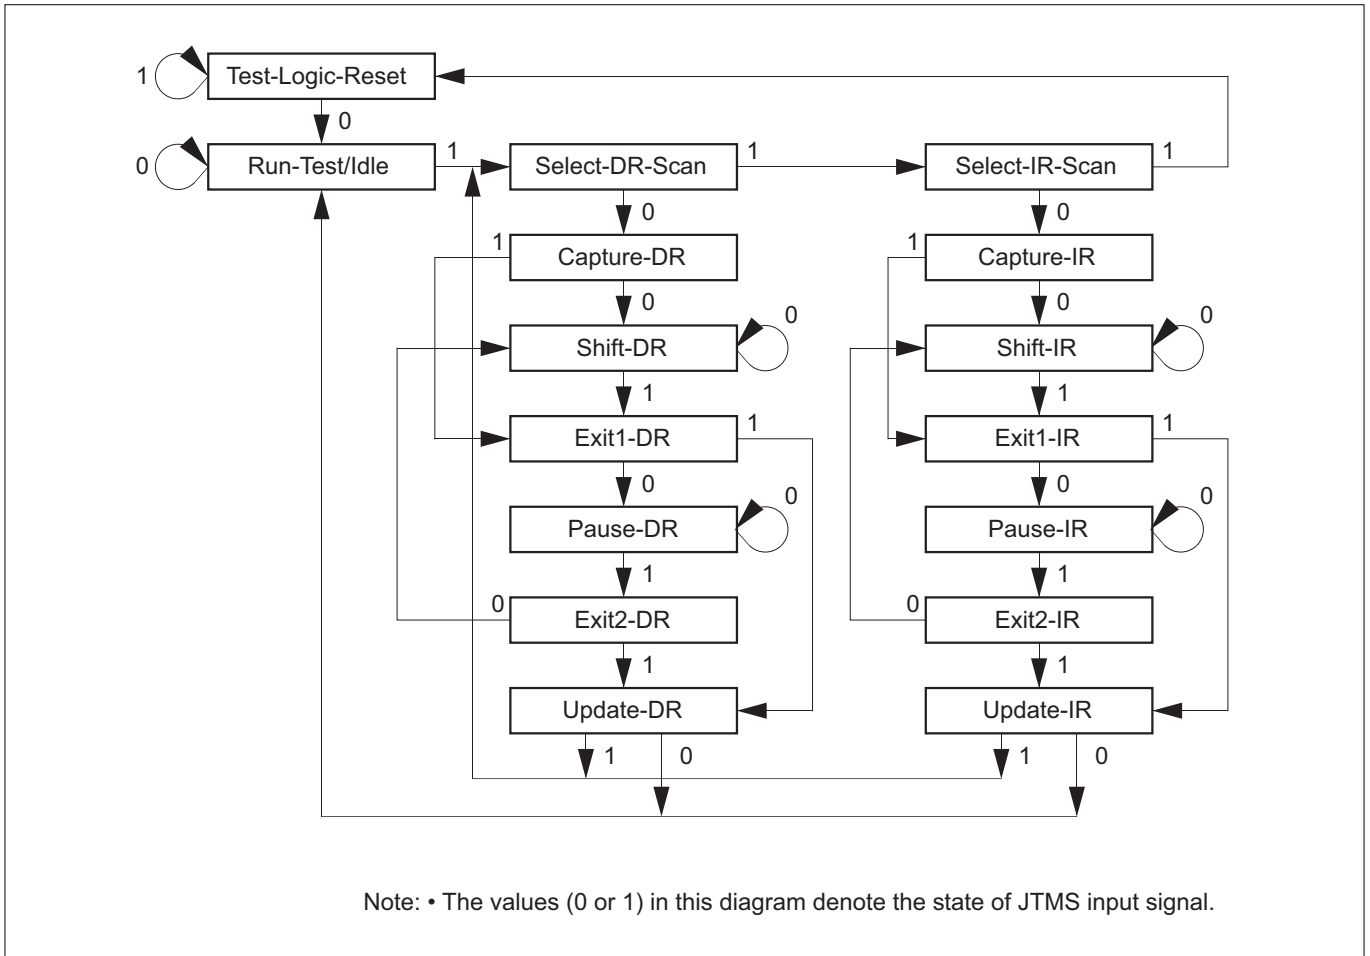 1
Test-Logic-Reset
0
0
Run-Test/Idle
1
Select-DR-Scan
1
Select-IR-Scan
1
0
0
1
Capture-DR
1
Capture-IR
0
0
Shift-DR
0
Shift-IR
0
1
1
Exit1-DR
1
Exit1-IR
1
0
0
Pause-DR
0
Pause-IR
0
1
1
0
Exit2-DR
0
Exit2-IR
1
1
Update-DR
Update-IR
1
0
1
0
Note: • The values (0 or 1) in this diagram denote the state of JTMS input signal.